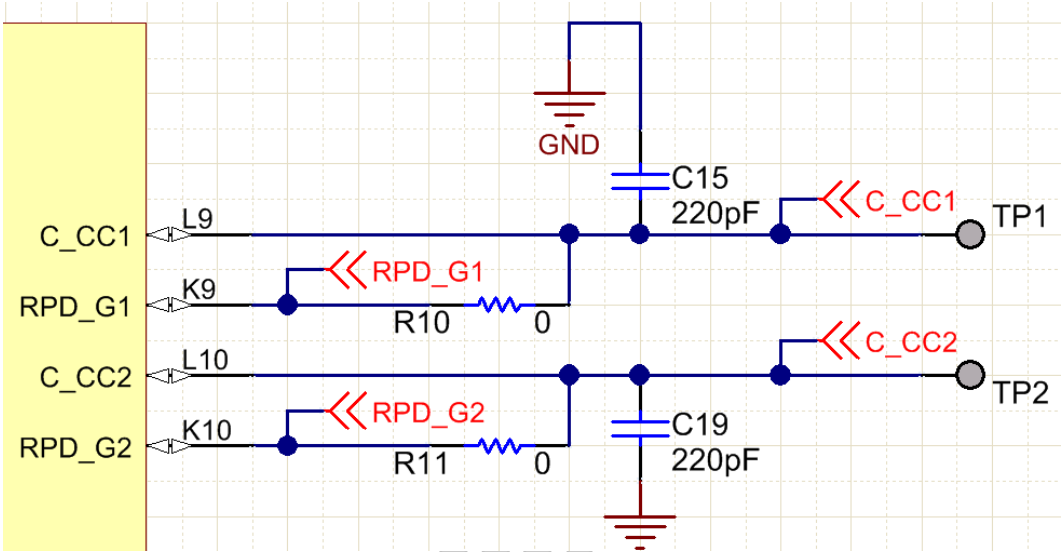 GND
C15
220pF
C_CC1
TP1
L9
C_CC1
RPD_G1
K9
RPD_G1
R10
0
C_CC2
L10
C_CC2
TP2
RPD_G2
K10
RPD_G2
R11
0
C19
220pF